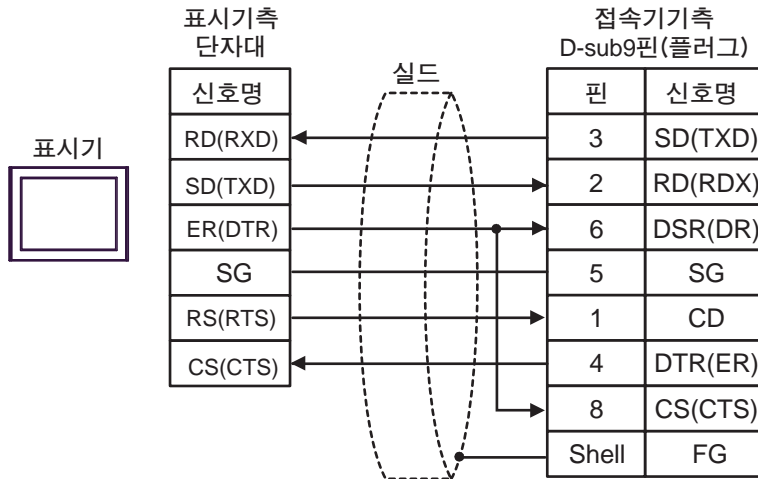 표시기측
단자대
접속기기측
D-sub9핀(플러그)
실드
표시기
신호명
핀 신호명
RD(RXD) 3 SD(TXD)
SD(TXD) 2 RD(RDX)
ER(DTR) 6 DSR(DR)
SG 5 SG
RS(RTS) 1 CD
CS(CTS) 4 DTR(ER)
8 CS(CTS)
Shell FG